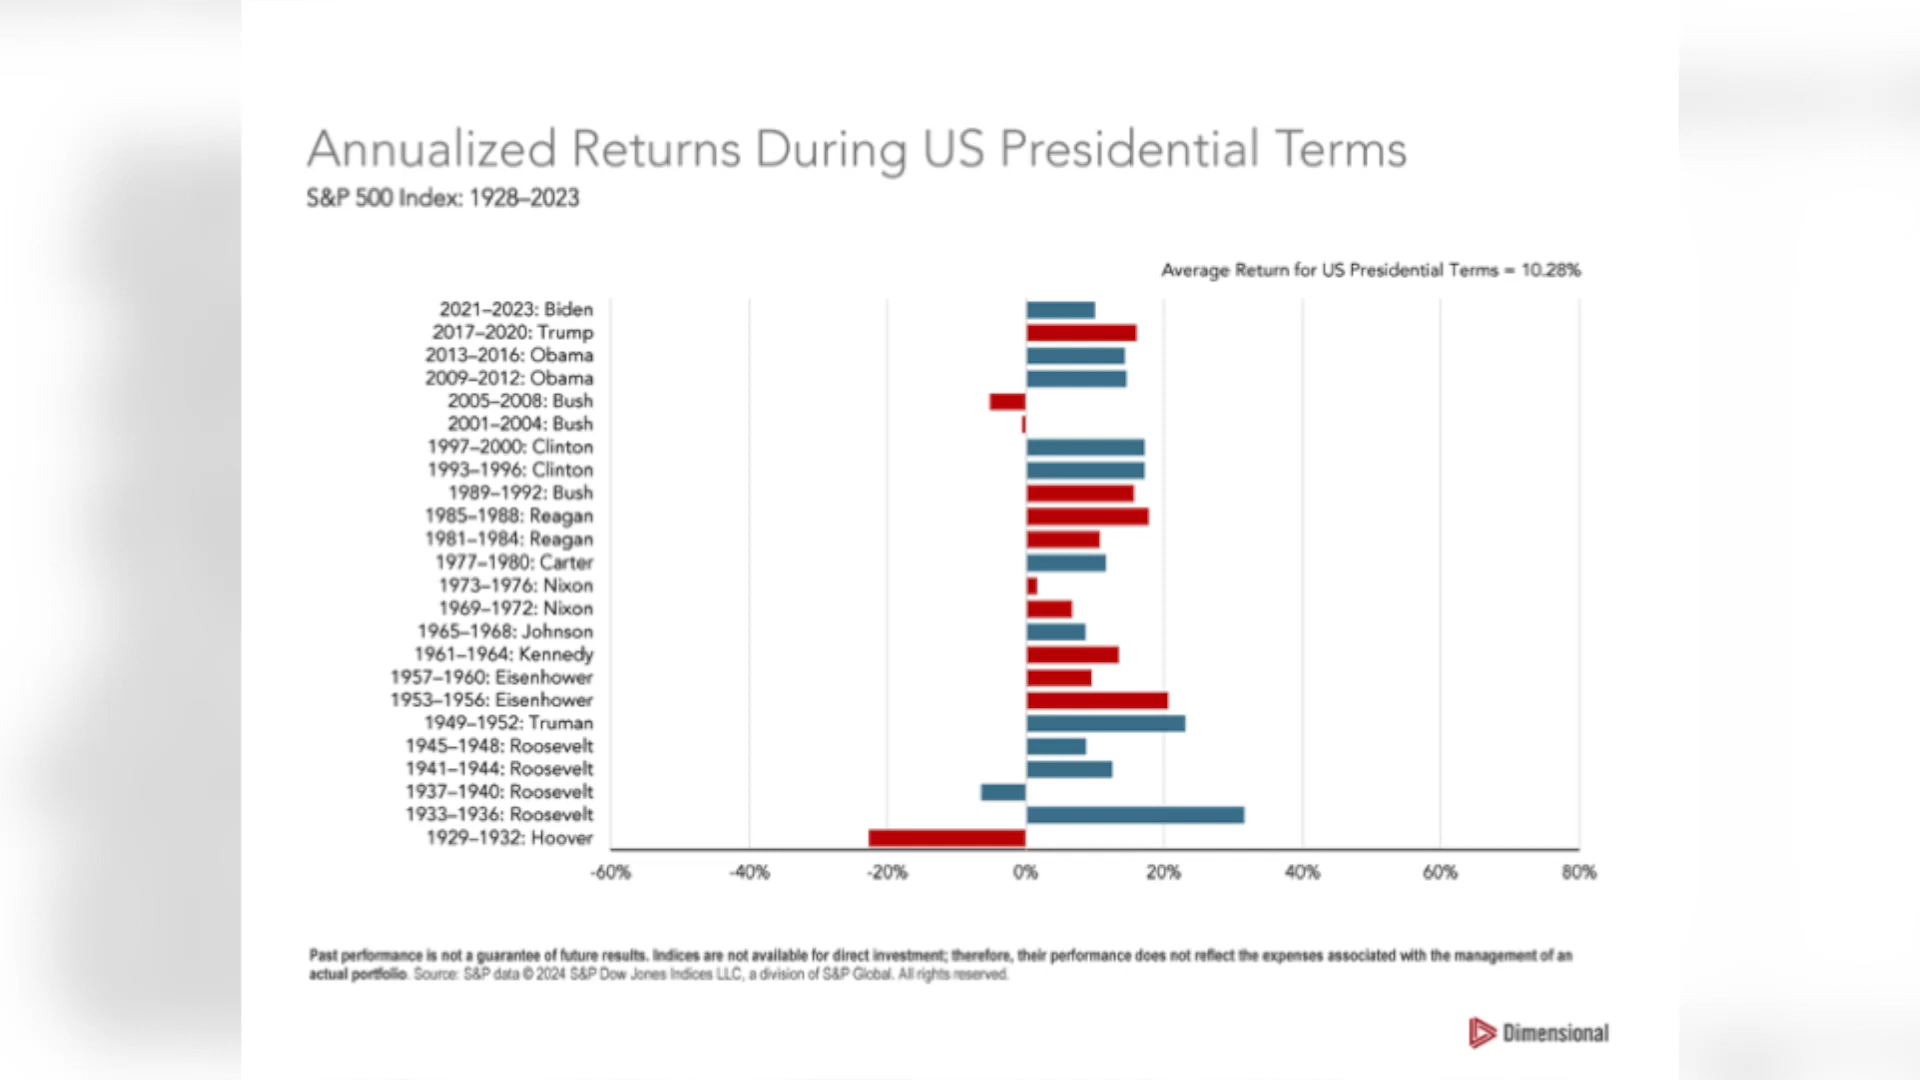 Annualized Returns During US Presidential Terms
S&P 500 Index: 1928–2023
Average Return for US Presidential Terms = 10.28%
2021–2023: Biden
2017–2020: Trump
2013–2016: Obama
2009–2012: Obama
2005–2008: Bush
2001–2004: Bush
1997–2000: Clinton
1993–1996: Clinton
1989–1992: Bush
1985–1988: Reagan
1981–1984: Reagan
1977–1980: Carter
1973–1976: Nixon
1969–1972: Nixon
1965–1968: Johnson
1961–1964: Kennedy
1957–1960: Eisenhower
1953–1956: Eisenhower
1949–1952: Truman
1945–1948: Roosevelt
1941–1944: Roosevelt
1937–1940: Roosevelt
1933–1936: Roosevelt
1929–1932: Hoover
-60% -40% -20% 0% 20% 40% 60% 80%
Past performance is not a guarantee of future results. Indices are not available for direct investment; therefore, their performance does not reflect the expenses associated with the management of an
actual portfolio. Source: S&P data © 2024 S&P Dow Jones Indices LLC, a division of S&P Global. All rights reserved.
Dimensional